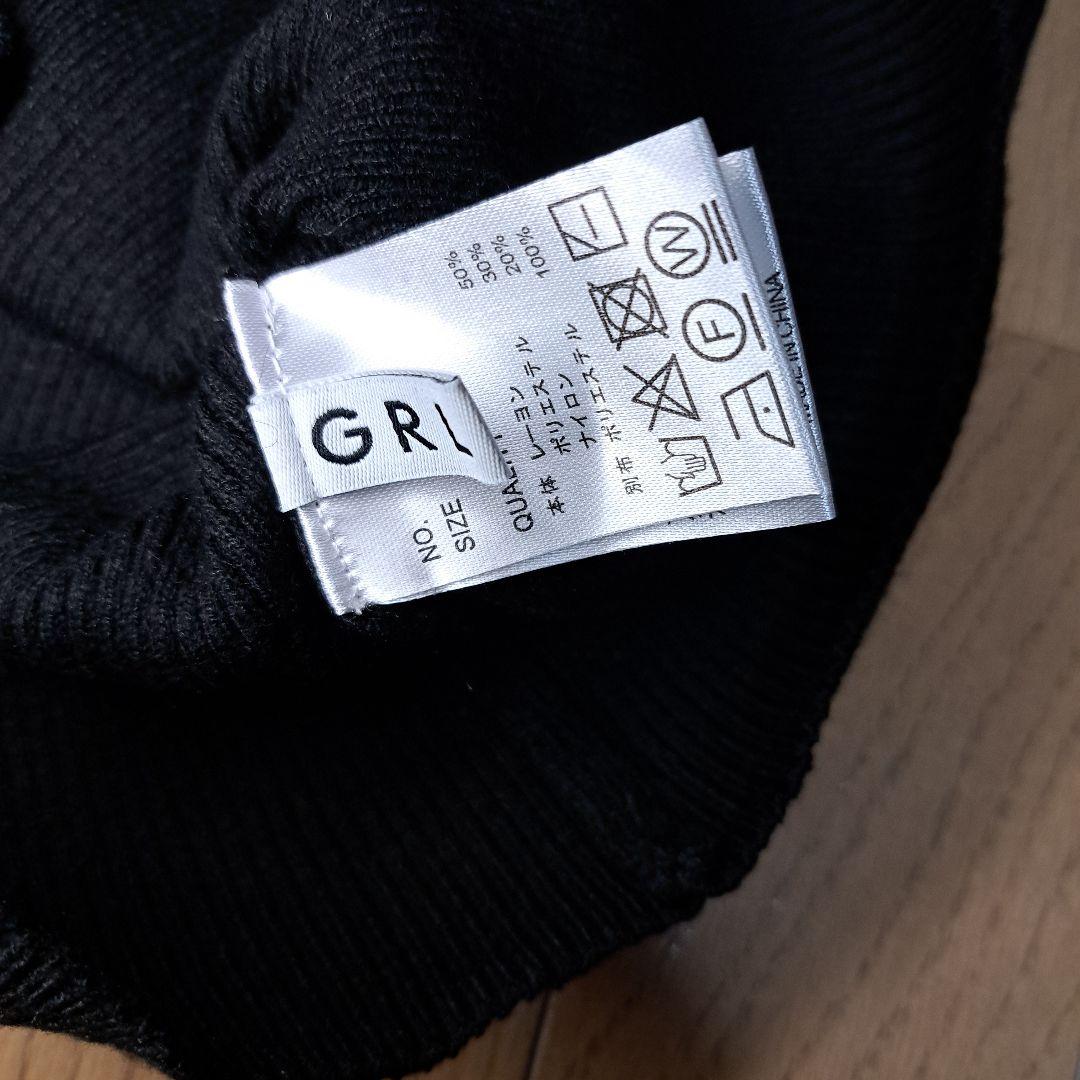 GRL
NO.
SIZE
QUALITY
本体 レーヨン 50%
ポリエステル 30%
ナイロン 20%
別布 ポリエステル 100%
W
F
MADE IN CHINA